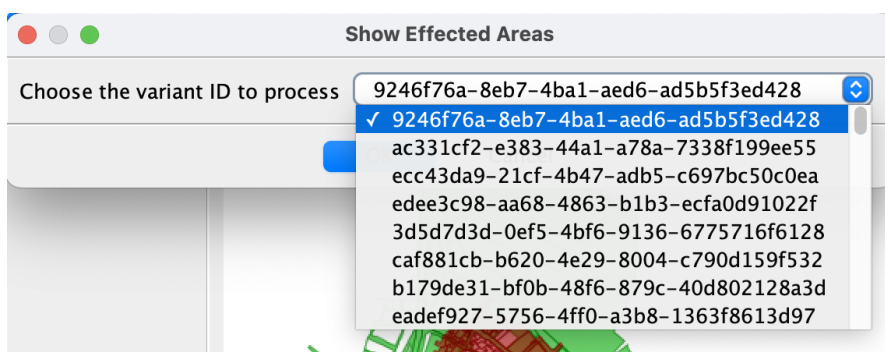 Show Effected Areas
Choose the variant ID to process
9246f76a-8eb7-4ba1-aed6-ad5b5f3ed428
✓ 9246f76a-8eb7-4ba1-aed6-ad5b5f3ed428
ac331cf2-e383-44a1-a78a-7338f199ee55
ecc43da9-21cf-4b47-adb5-c697bc50c0ea
edee3c98-aa68-4863-b1b3-ecfa0d91022f
3d5d7d3d-0ef5-4bf6-9136-6775716f6128
caf881cb-b620-4e29-8004-c790d159f532
b179de31-bf0b-48f6-879c-40d802128a3d
eadef927-5756-4ff0-a3b8-1363f8613d97